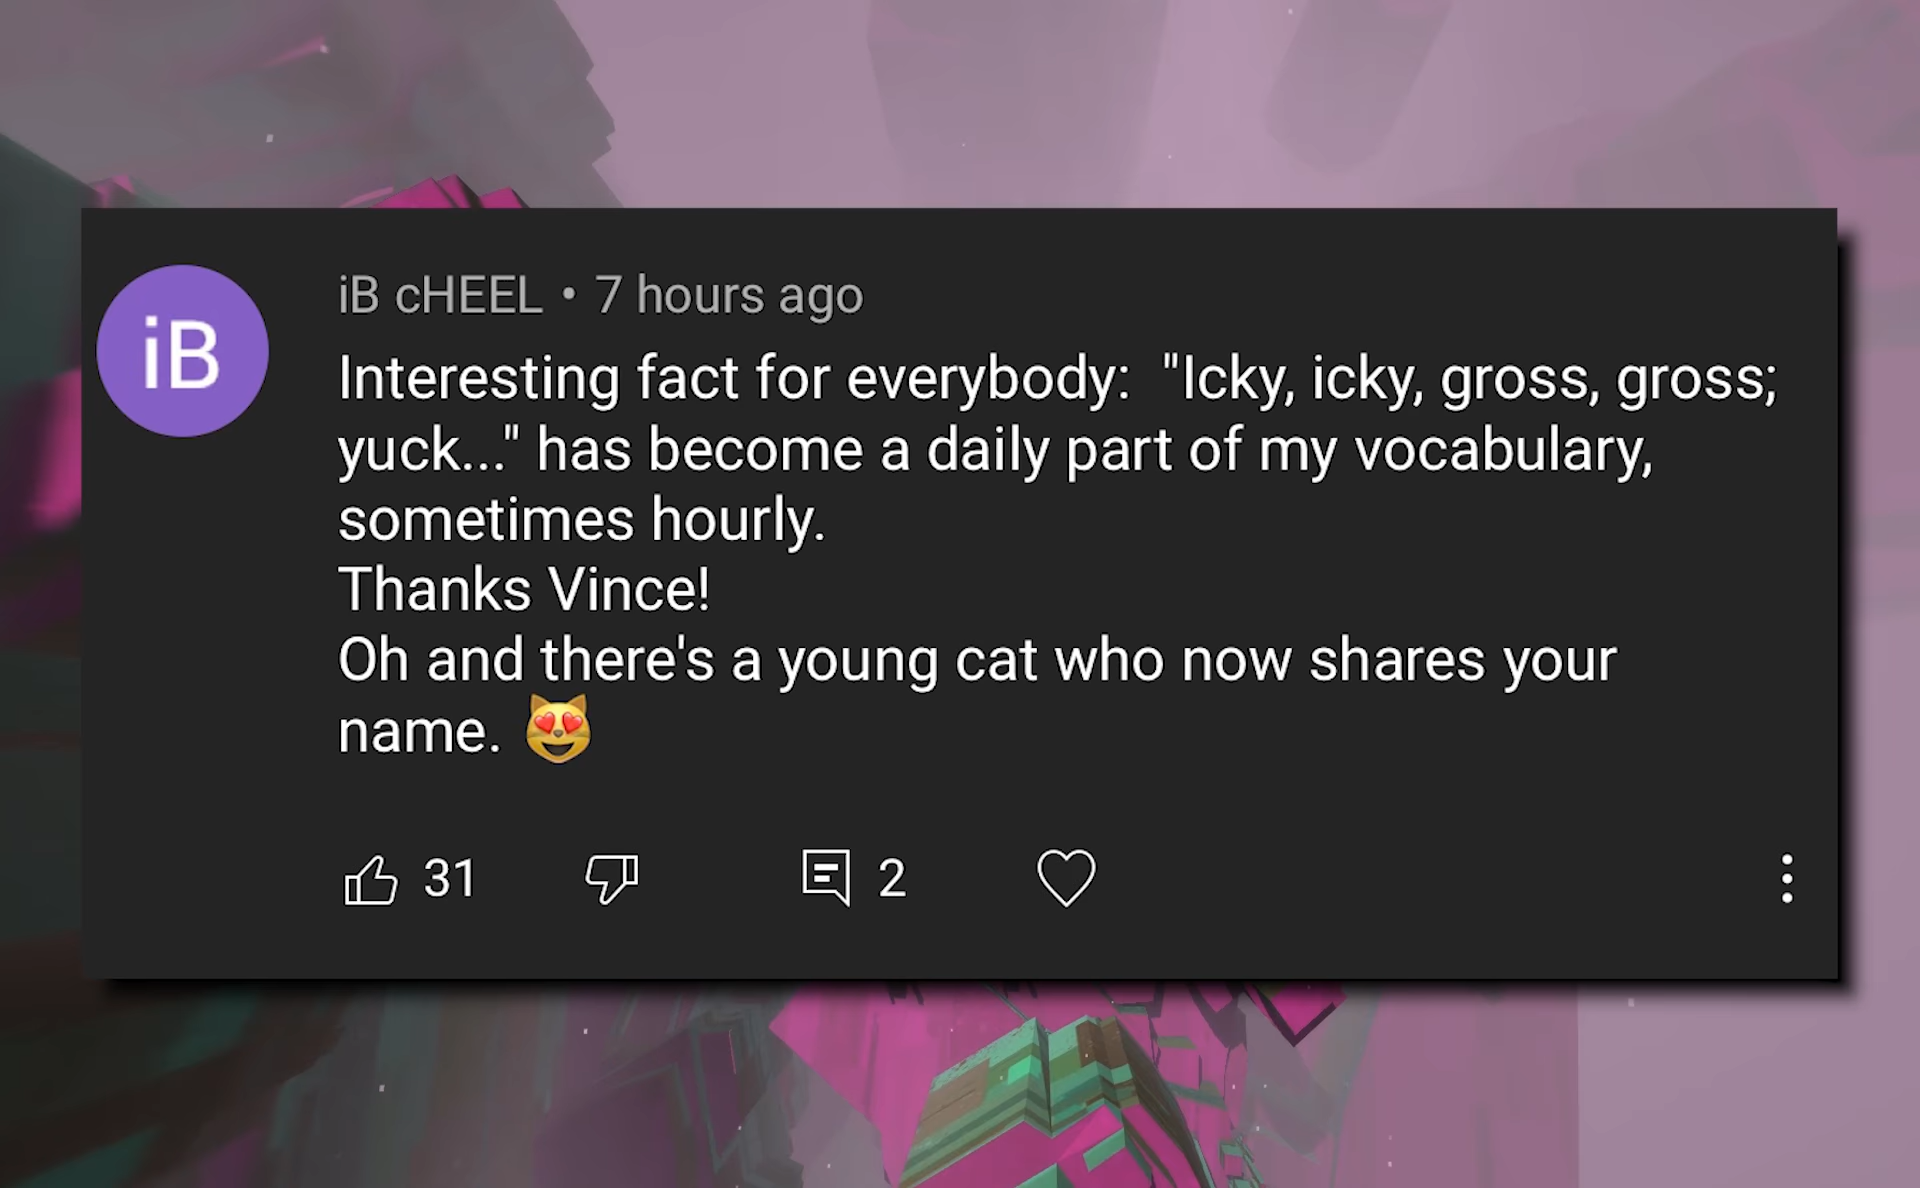 iB
iB cHEEL • 7 hours ago
Interesting fact for everybody:  "Icky, icky, gross, gross;
yuck..." has become a daily part of my vocabulary,
sometimes hourly.
Thanks Vince!
Oh and there's a young cat who now shares your
name. 😻
31 2